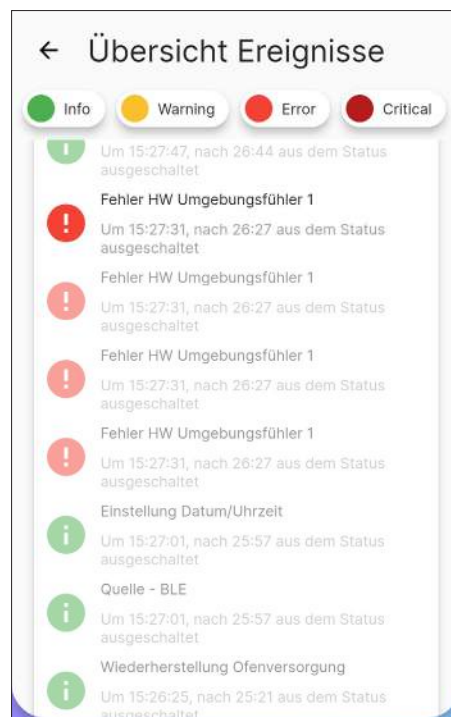 Übersicht Ereignisse
Info
Warning
Error
Critical
Um 15:27:47, nach 26:44 aus dem Status
ausgeschaltet
Fehler HW Umgebungsfühler 1
Um 15:27:31, nach 26:27 aus dem Status
ausgeschaltet
Fehler HW Umgebungsfühler 1
Um 15:27:31, nach 26:27 aus dem Status
ausgeschaltet
Fehler HW Umgebungsfühler 1
Um 15:27:31, nach 26:27 aus dem Status
ausgeschaltet
Fehler HW Umgebungsfühler 1
Um 15:27:31, nach 26:27 aus dem Status
ausgeschaltet
Einstellung Datum/Uhrzeit
Um 15:27:01, nach 25:57 aus dem Status
ausgeschaltet
Quelle - BLE
Um 15:27:01, nach 25:57 aus dem Status
ausgeschaltet
Wiederherstellung Ofenversorgung
Um 15:26:25, nach 25:21 aus dem Status
ausgeschaltet